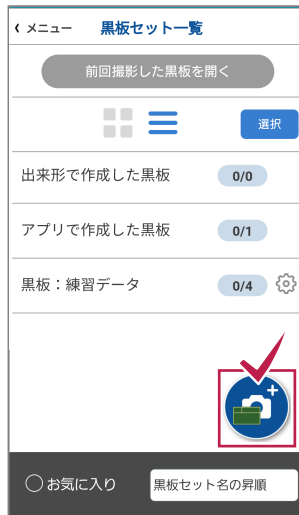 ‹ メニュー 黒板セット一覧
前回撮影した黒板を開く
選択
出来形で作成した黒板 0/0
アプリで作成した黒板 0/1
黒板：練習データ 0/4
お気に入り 黒板セット名の昇順